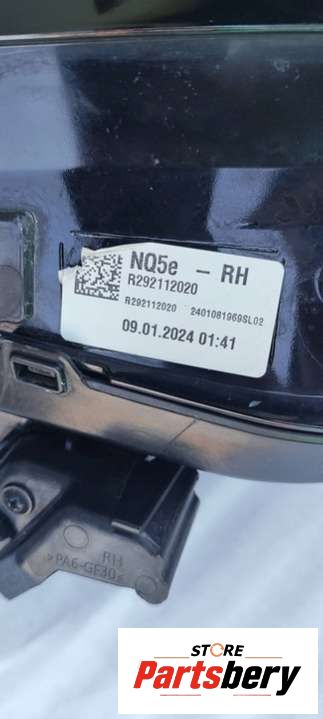 NQ5e - RH
R292112020
R292112020 2401081969SL02
09.01.2024 01:41
RH
>PA6-GF30<
STORE
Partsbery